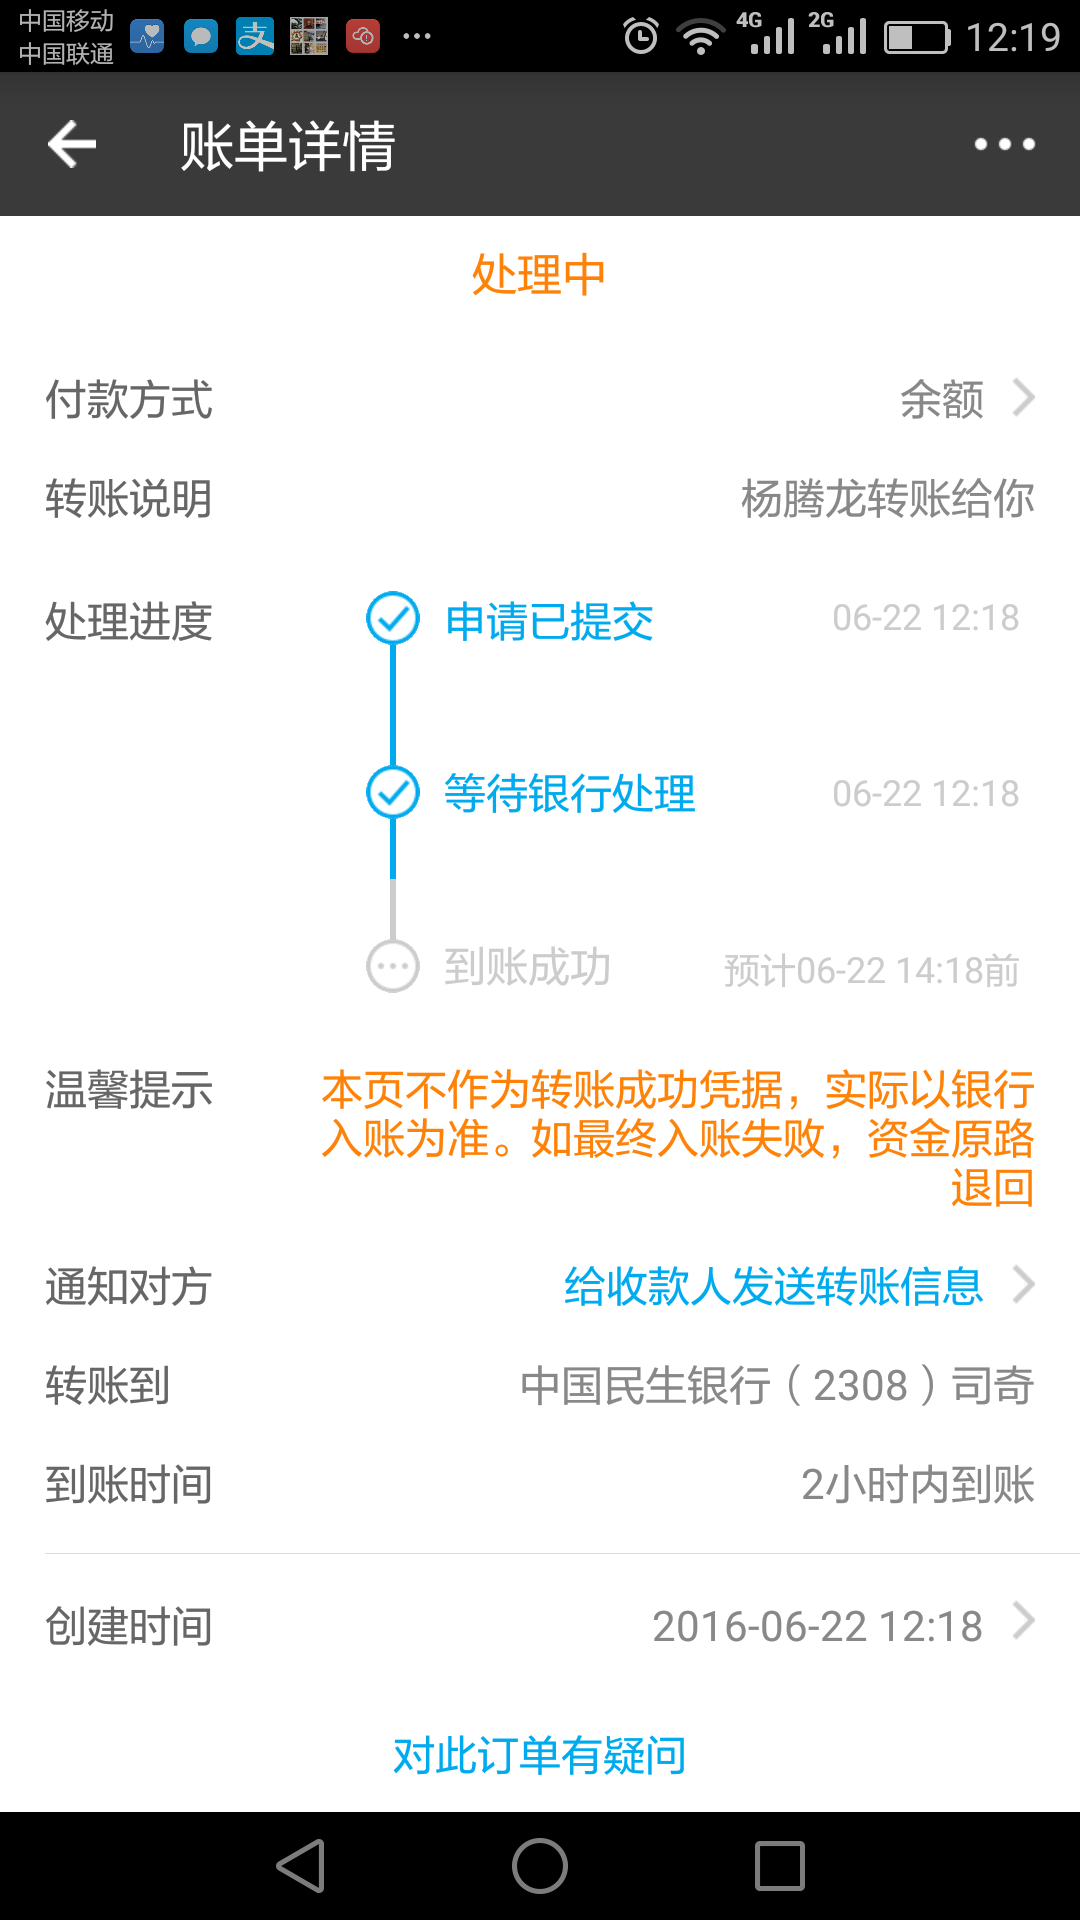 中国移动
中国联通
4G
2G
12:19
账单详情
处理中
付款方式 余额
转账说明 杨腾龙转账给你
处理进度 申请已提交 06-22 12:18
等待银行处理 06-22 12:18
到账成功 预计06-22 14:18前
温馨提示 本页不作为转账成功凭据，实际以银行
入账为准。如最终入账失败，资金原路
退回
通知对方 给收款人发送转账信息
转账到 中国民生银行（2308）司奇
到账时间 2小时内到账
创建时间 2016-06-22 12:18
对此订单有疑问